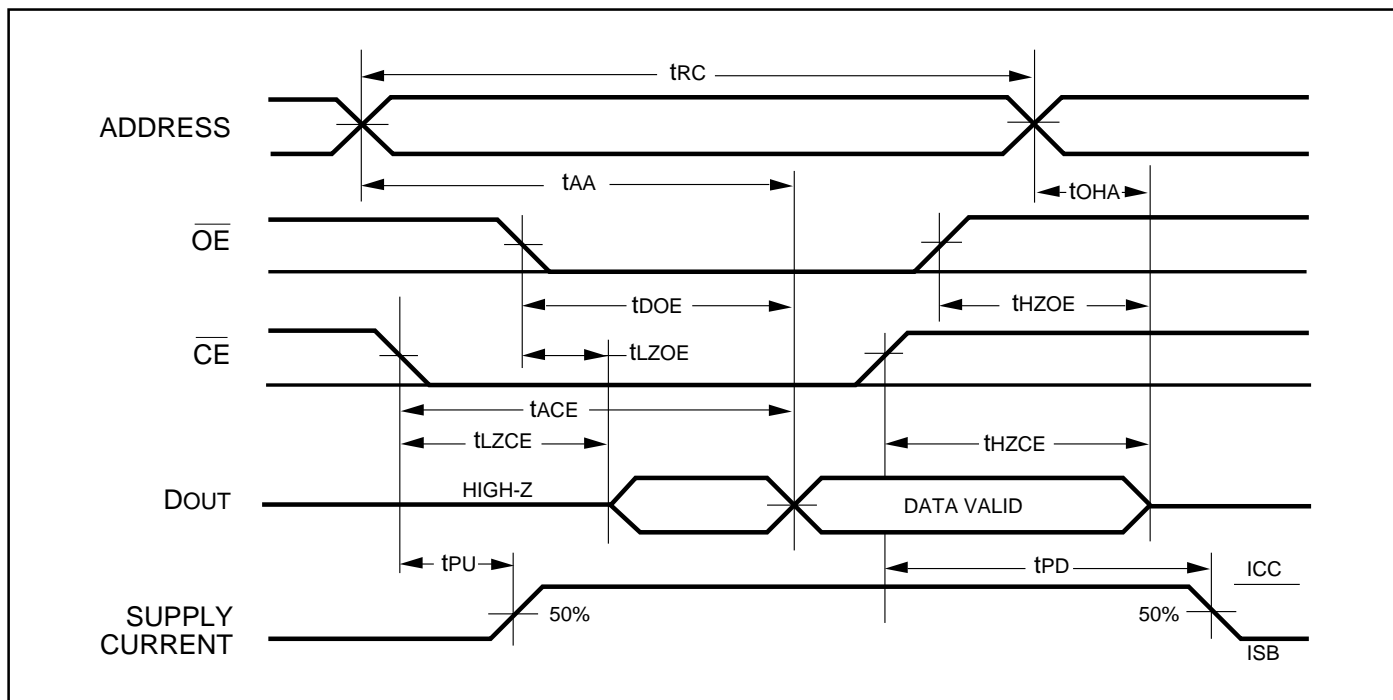 tRC
ADDRESS
tAA
tOHA
OE
tDOE
tHZOE
CE
tLZOE
tACE
tLZCE
tHZCE
DOUT
HIGH-Z
DATA VALID
tPU
tPD
ICC
SUPPLY
CURRENT
50%
50%
ISB